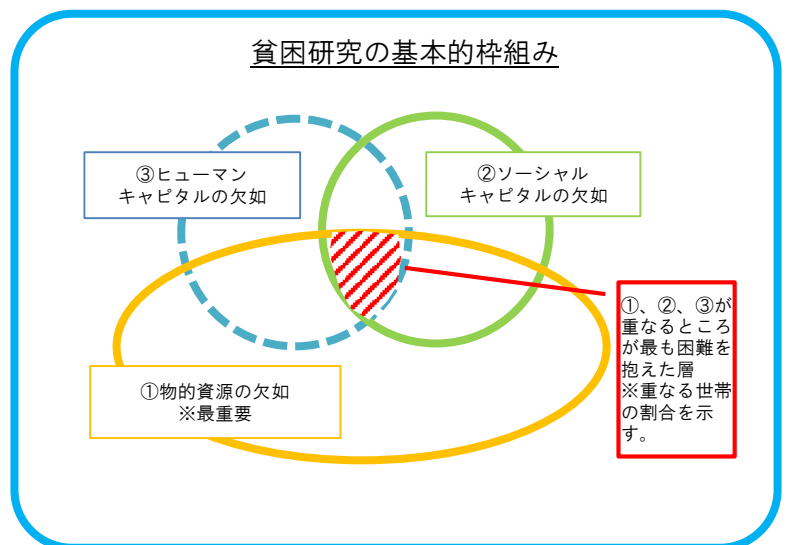 貧困研究の基本的枠組み
③ヒューマン
キャピタルの欠如
②ソーシャル
キャピタルの欠如
①物的資源の欠如
※最重要
①、②、③が
重なるところ
が最も困難を
抱えた層
※重なる世帯
の割合を示
す。